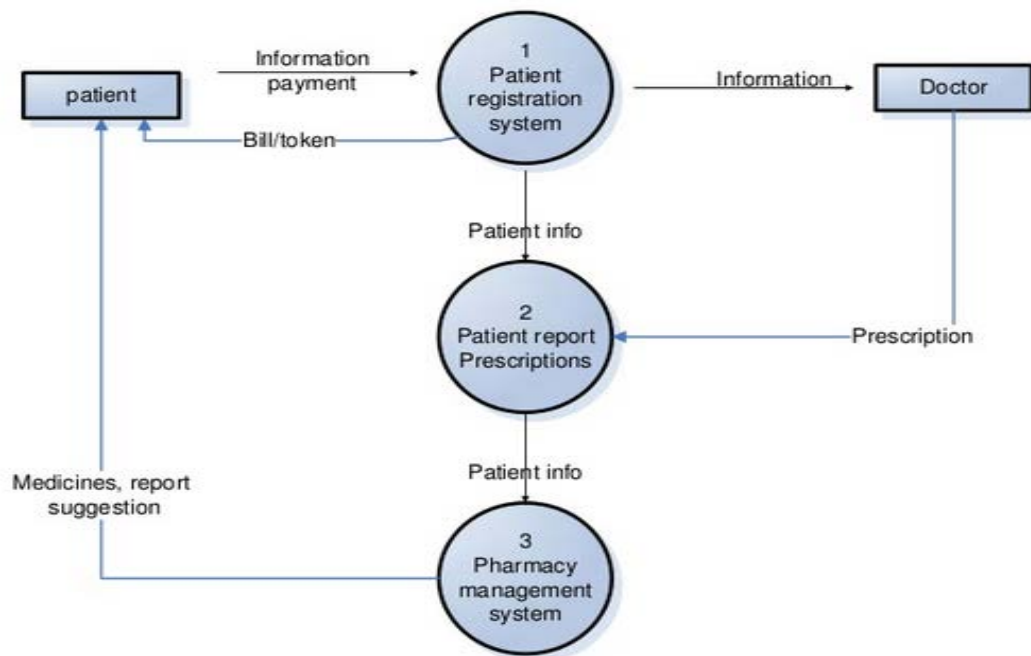 1
Patient
registration
system
Information
payment
patient
Information
Doctor
Bill/token
Patient info
2
Patient report
Prescriptions
Prescription
Patient info
Medicines, report
suggestion
3
Pharmacy
management
system